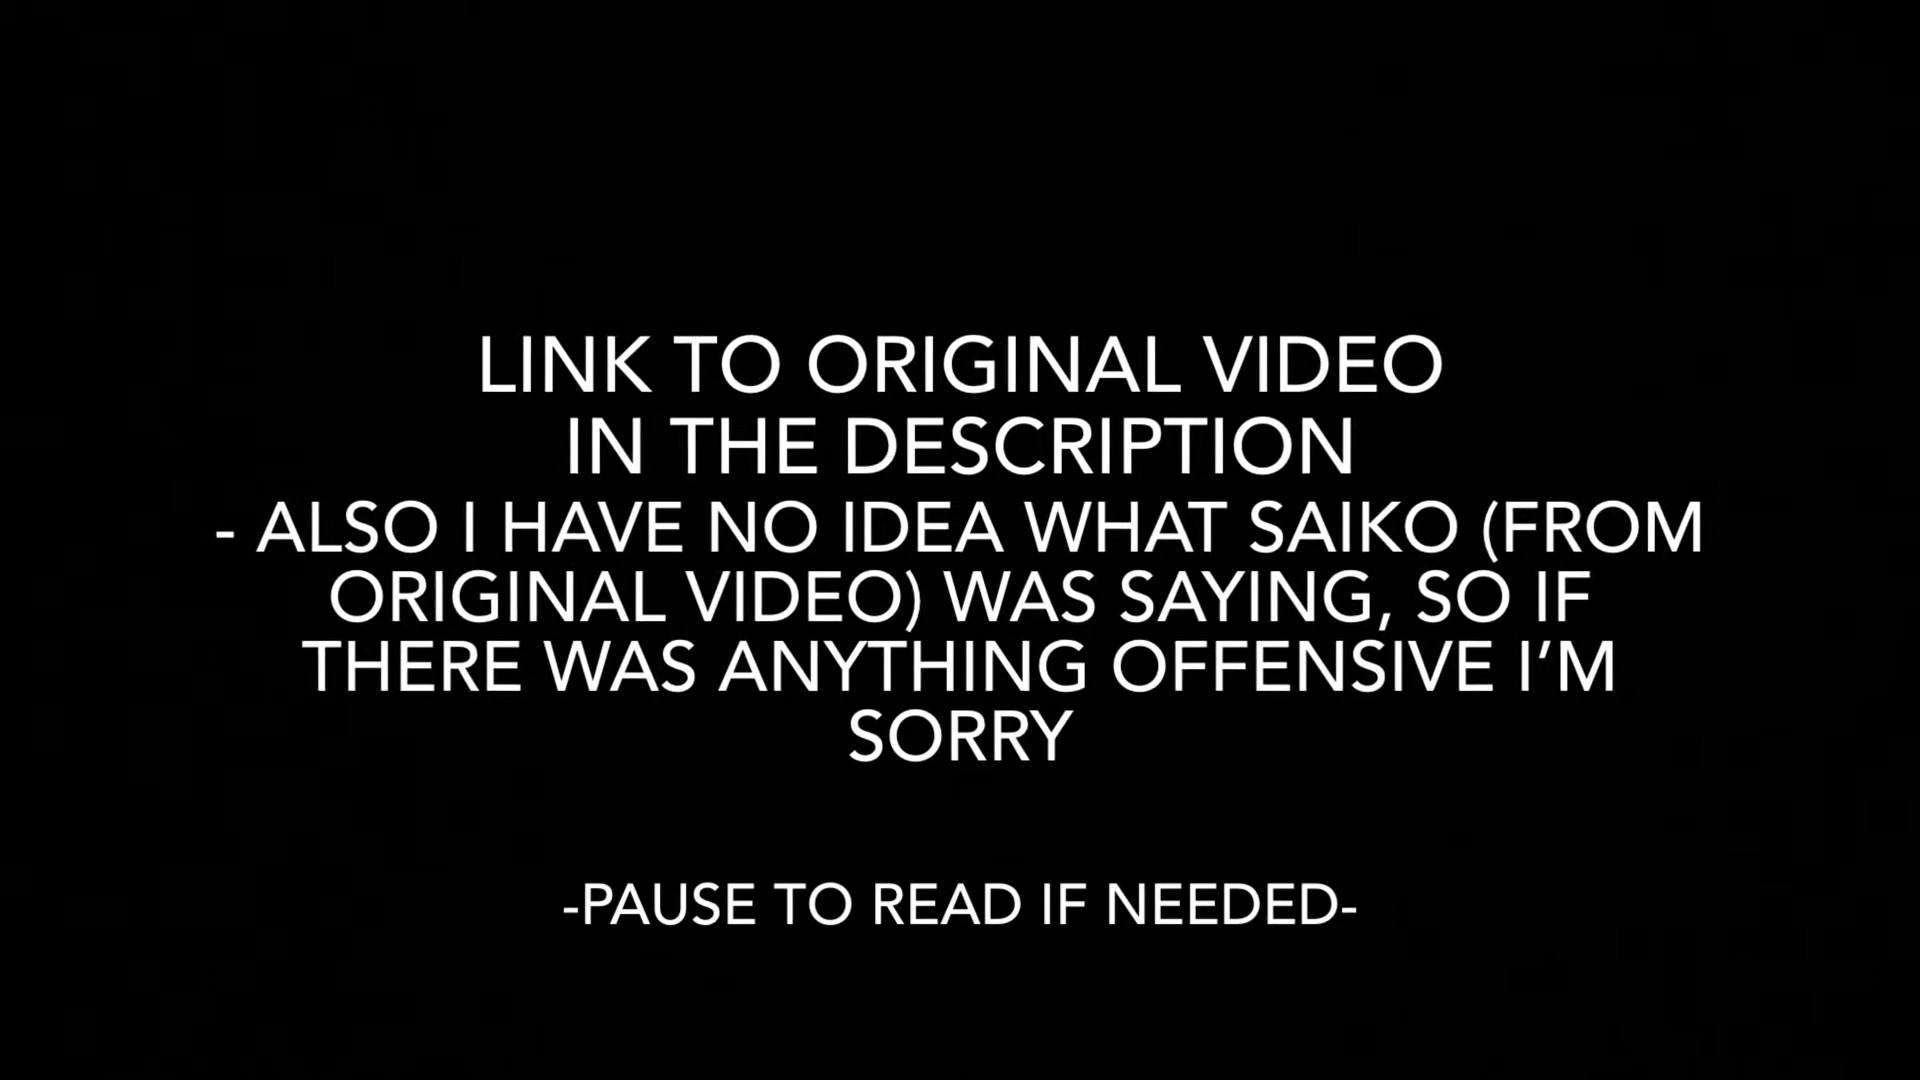 LINK TO ORIGINAL VIDEO
IN THE DESCRIPTION
- ALSO I HAVE NO IDEA WHAT SAIKO (FROM
ORIGINAL VIDEO) WAS SAYING, SO IF
THERE WAS ANYTHING OFFENSIVE I’M
SORRY
-PAUSE TO READ IF NEEDED-